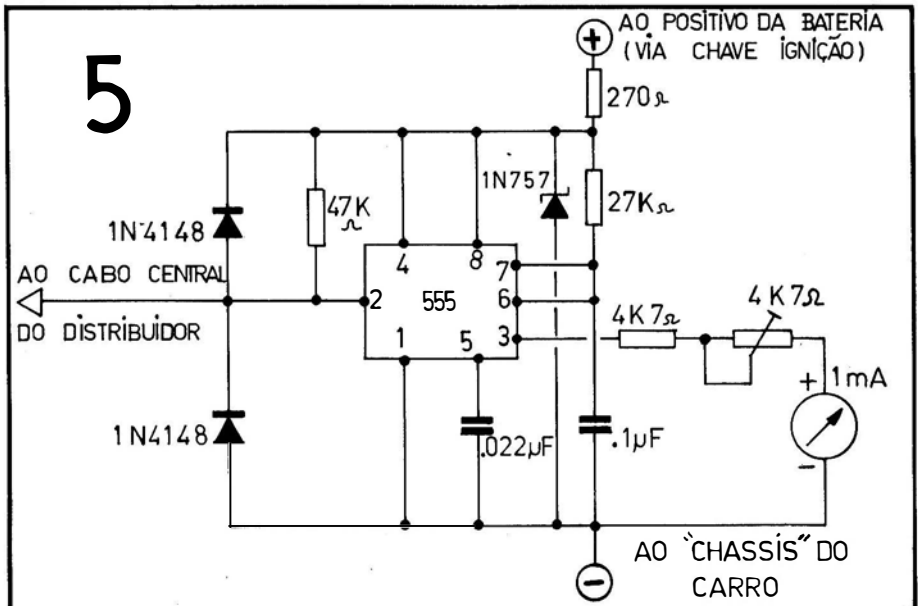 5
AO POSITIVO DA BATERIA
(VIA CHAVE IGNIÇÃO)
+
270Ω
1N757
27KΩ
47K
Ω
1N4148
AO CABO CENTRAL
DO DISTRIBUIDOR
4
8
7
2
555
6
3
1
5
4K7Ω
4K7Ω
+
1mA
-
1N4148
.022µF
.1µF
AO "CHASSIS" DO
CARRO
-